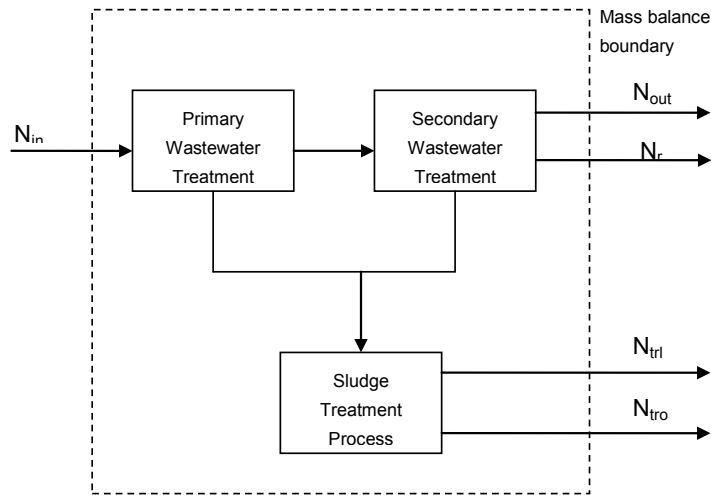 Mass balance
boundary
N_in
Primary
Wastewater
Treatment
Secondary
Wastewater
Treatment
N_out
N_r
Sludge
Treatment
Process
N_trl
N_tro